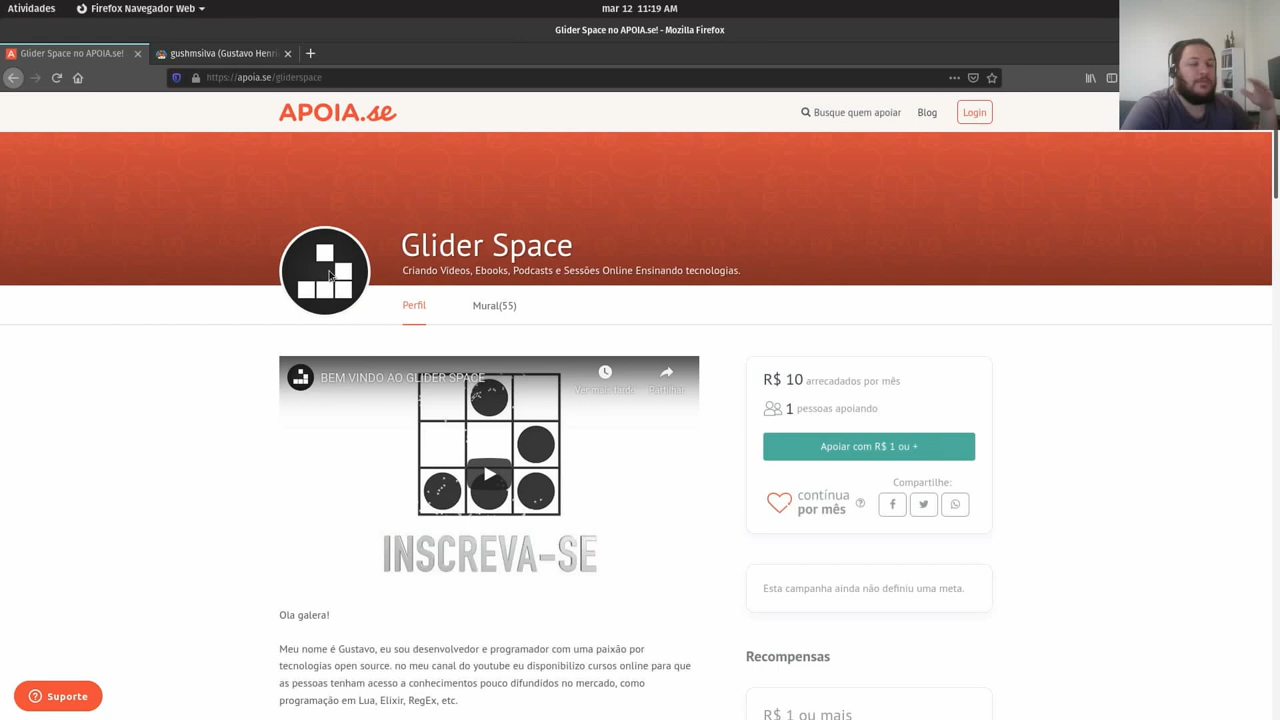 Atividades
Firefox Navegador Web
mar 12 11:19 AM
Glider Space no APOIA.se! - Mozilla Firefox
Glider Space no APOIA.se!
gushmsilva (Gustavo Henri
https://apoia.se/gliderspace
APOIA.se
Busque quem apoiar
Blog
Login
Glider Space
Criando Vídeos, Ebooks, Podcasts e Sessões Online Ensinando tecnologias.
Perfil
Mural(55)
BEM VINDO AO GLIDER SPACE
Ver mais tarde
Partilhar
INSCREVA-SE
R$ 10 arrecadados por mês
1 pessoas apoiando
Apoiar com R$ 1 ou +
contínua
por mês
Compartilhe:
Esta campanha ainda não definiu uma meta.
Recompensas
R$ 1 ou mais
Ola galera!
Meu nome é Gustavo, eu sou desenvolvedor e programador com uma paixão por
tecnologias open source. no meu canal do youtube eu disponibilizo cursos online para que
as pessoas tenham acesso a conhecimentos pouco difundidos no mercado, como
programação em Lua, Elixir, RegEx, etc.
Suporte